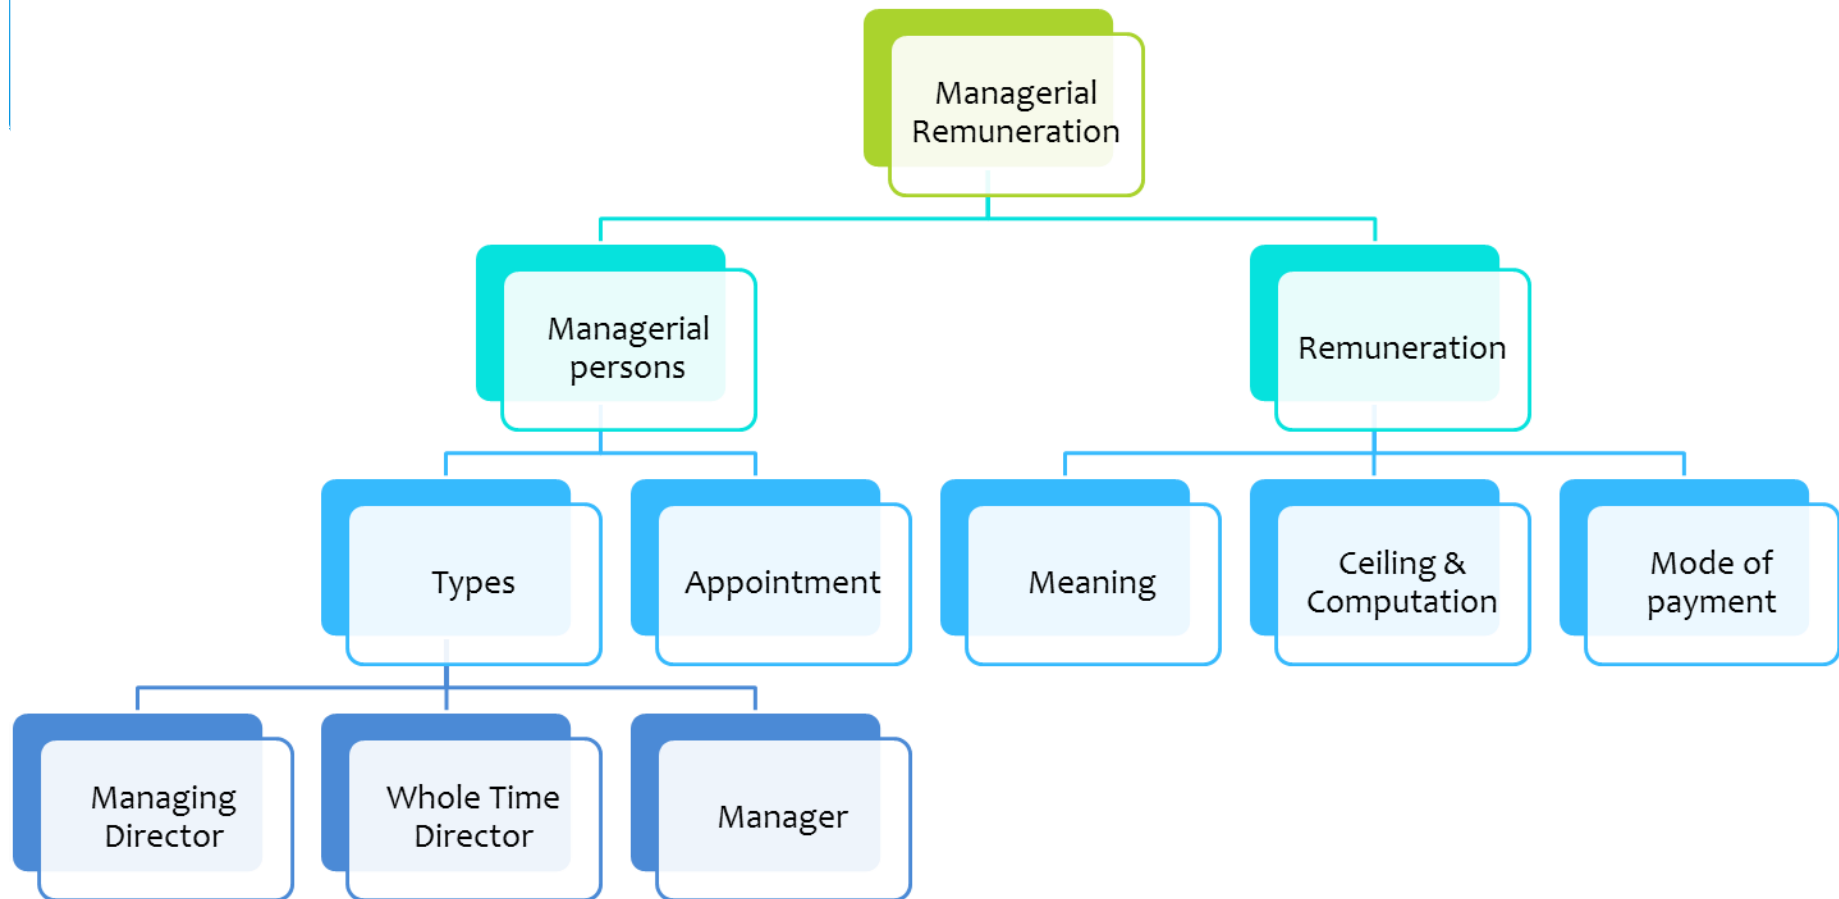 Managerial
Remuneration
Managerial
persons
Remuneration
Types
Appointment
Meaning
Ceiling &
Computation
Mode of
payment
Managing
Director
Whole Time
Director
Manager